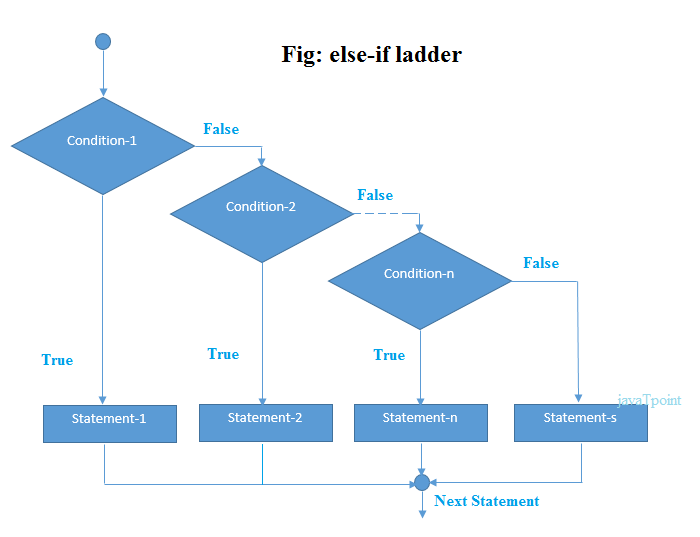 Fig: else-if ladder
Condition-1
False
Condition-2
False
Condition-n
False
True
True
True
javaTpoint
Statement-1
Statement-2
Statement-n
Statement-s
Next Statement